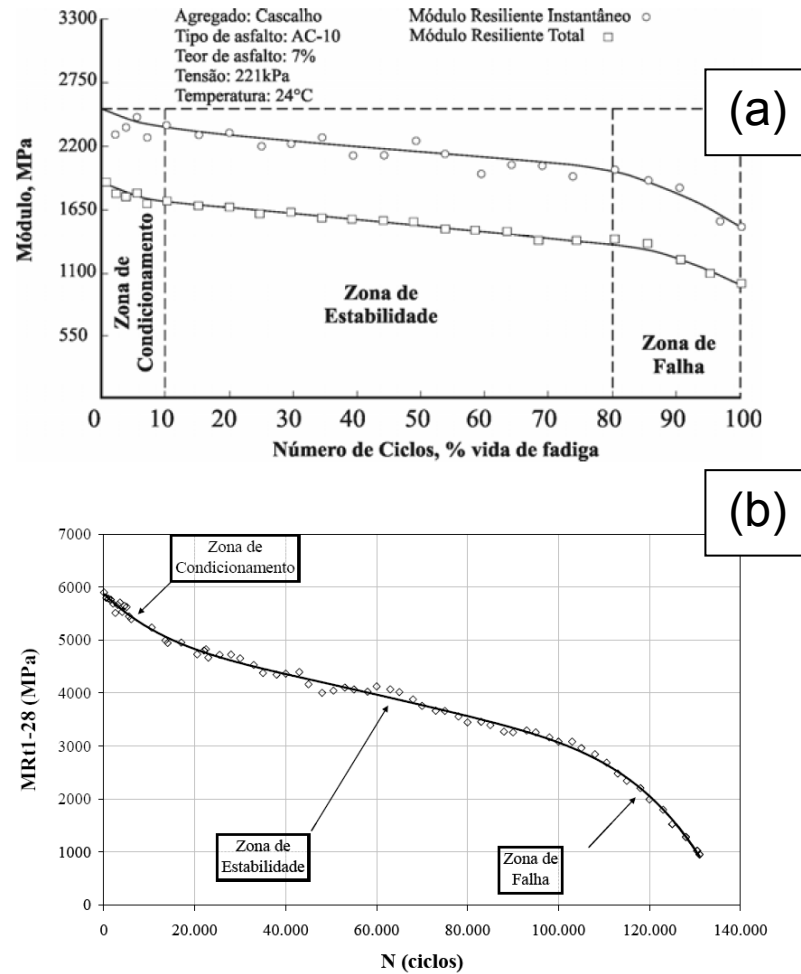 Agregado: Cascalho
Tipo de asfalto: AC-10
Teor de asfalto: 7%
Tensão: 221kPa
Temperatura: 24°C
Módulo Resiliente Instantâneo
Módulo Resiliente Total
(a)
3300
2750
2200
1650
1100
550
Módulo, MPa
Zona de
Condicionamento
Zona de
Estabilidade
Zona de
Falha
0 10 20 30 40 50 60 70 80 90 100
Número de Ciclos, % vida de fadiga
(b)
7000
6000
5000
4000
3000
2000
1000
0
MRt1-28 (MPa)
Zona de
Condicionamento
Zona de
Estabilidade
Zona de
Falha
0 20.000 40.000 60.000 80.000 100.000 120.000 140.000
N (ciclos)